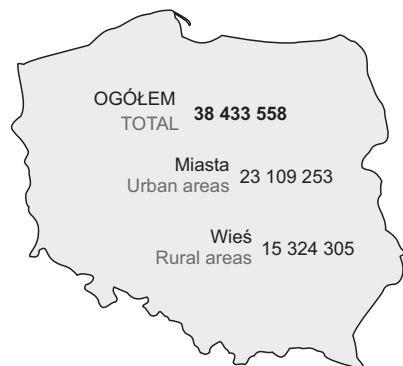 OGÓŁEM
TOTAL
38 433 558
Miasta
Urban areas
23 109 253
Wieś
Rural areas
15 324 305